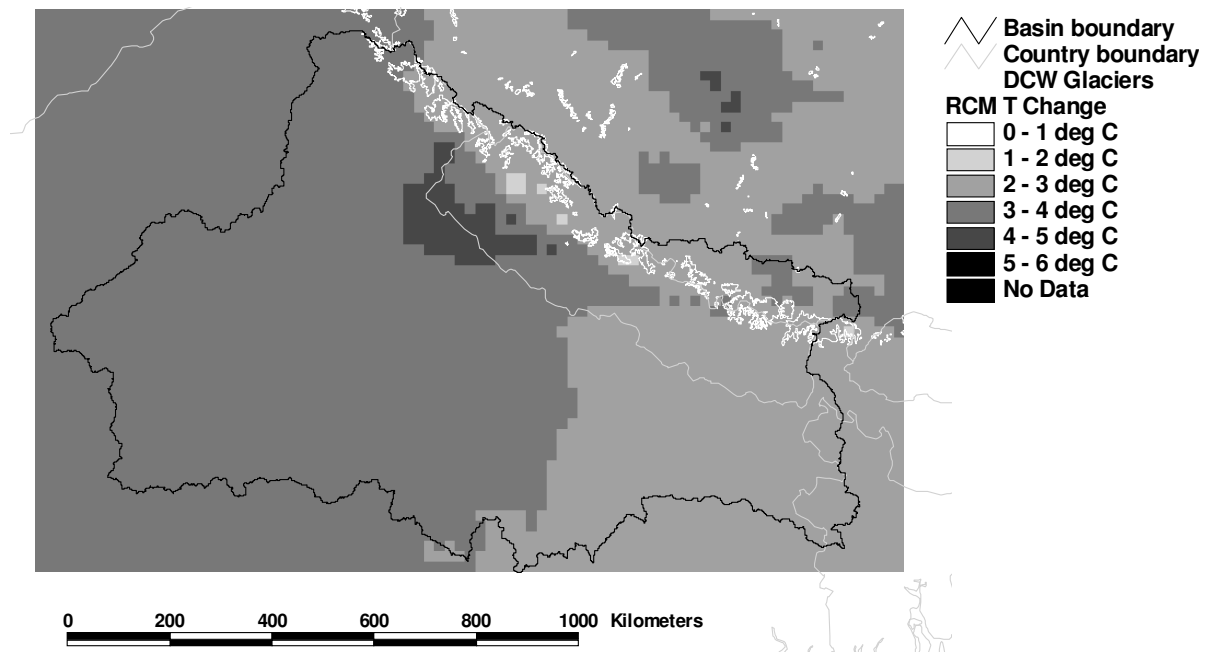 Basin boundary
Country boundary
DCW Glaciers
RCM T Change
0 - 1 deg C
1 - 2 deg C
2 - 3 deg C
3 - 4 deg C
4 - 5 deg C
5 - 6 deg C
No Data
0 200 400 600 800 1000 Kilometers